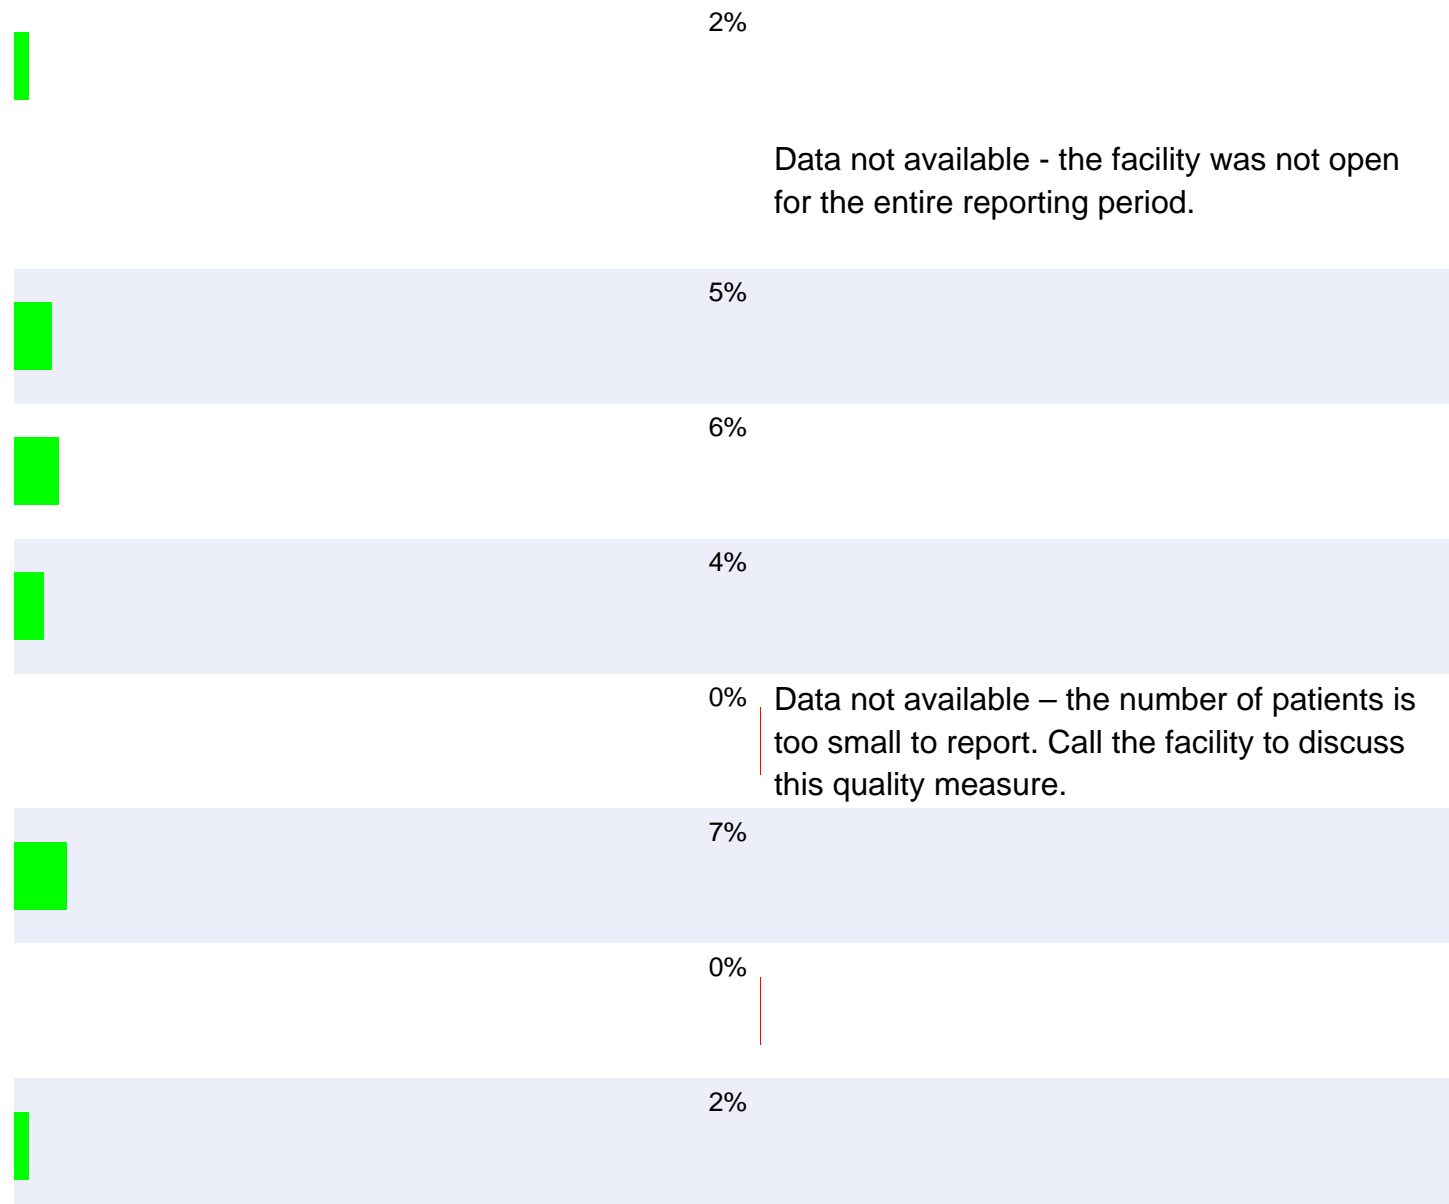 2%
Data not available - the facility was not open
for the entire reporting period.
5%
6%
4%
0%
Data not available – the number of patients is
too small to report. Call the facility to discuss
this quality measure.
7%
0%
2%